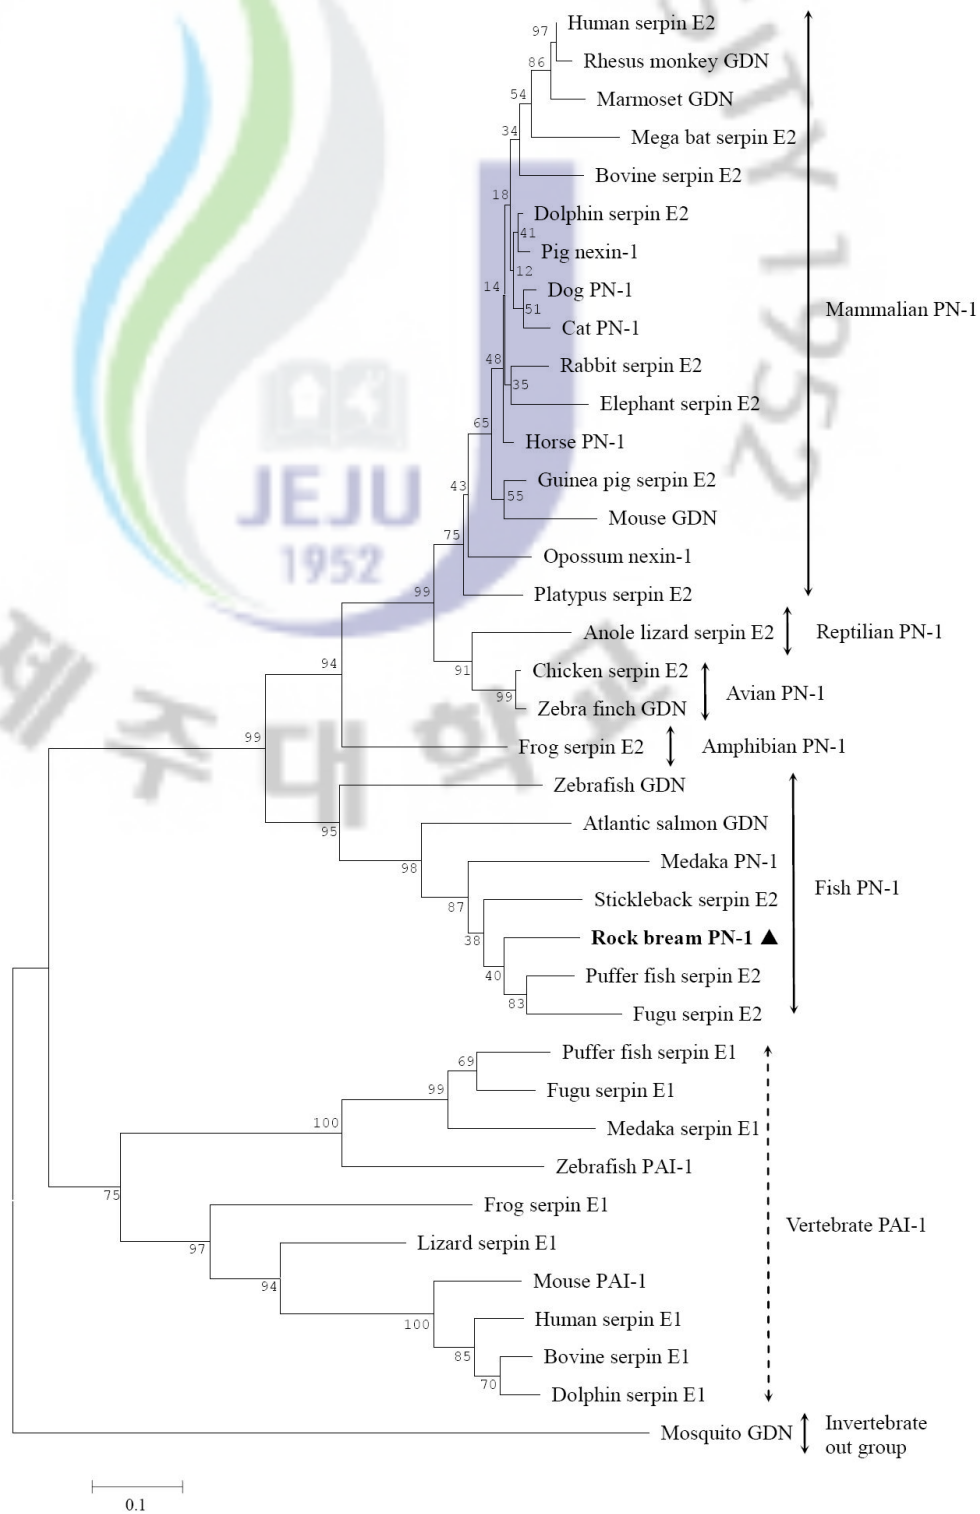 97
Human serpin E2
Rhesus monkey GDN
86
Marmoset GDN
54
Mega bat serpin E2
34
Bovine serpin E2
18
Dolphin serpin E2
41
Pig nexin-1
12
Dog PN-1
14
51
Cat PN-1
Mammalian PN-1
48
Rabbit serpin E2
35
Elephant serpin E2
65
Horse PN-1
43
Guinea pig serpin E2
55
Mouse GDN
75
Opossum nexin-1
99
Platypus serpin E2
Anole lizard serpin E2
Reptilian PN-1
94
91
Chicken serpin E2
99
Zebra finch GDN
Avian PN-1
99
Frog serpin E2
Amphibian PN-1
Zebrafish GDN
95
Atlantic salmon GDN
98
Medaka PN-1
87
Stickleback serpin E2
Fish PN-1
38
Rock bream PN-1 ▲
40
Puffer fish serpin E2
83
Fugu serpin E2
69
Puffer fish serpin E1
99
Fugu serpin E1
100
Medaka serpin E1
Zebrafish PAI-1
75
Frog serpin E1
97
Lizard serpin E1
Vertebrate PAI-1
94
Mouse PAI-1
100
Human serpin E1
85
Bovine serpin E1
70
Dolphin serpin E1
Mosquito GDN
Invertebrate
out group
0.1
JEJU
1952
제주대학교
SITY 1952